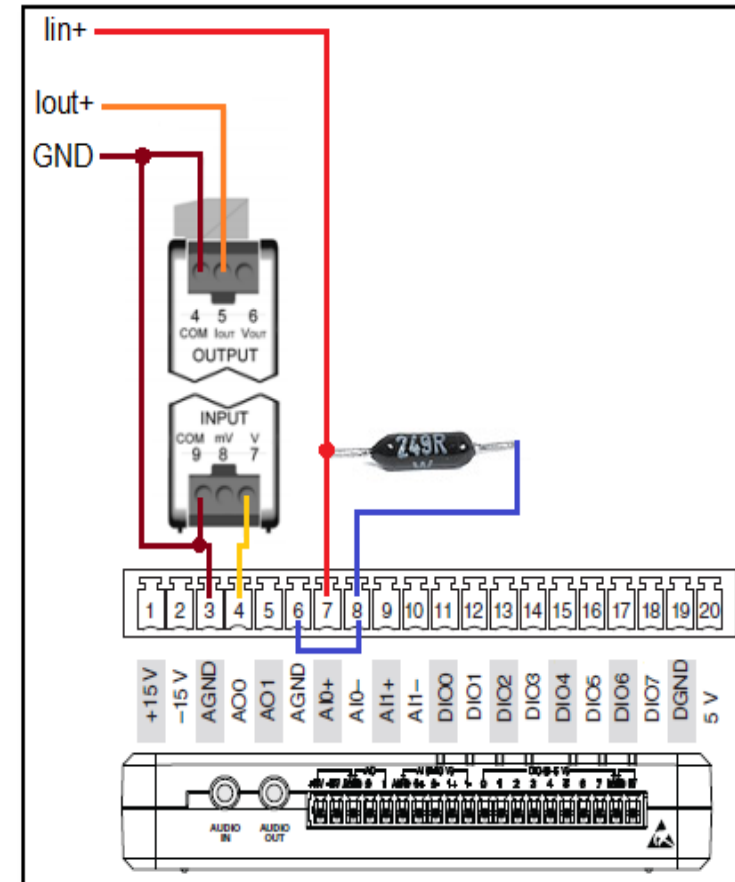 Iin+
Iout+
GND
4 5 6
COM IOUT VOUT
OUTPUT
INPUT
COM mV V
9 8 7
249R
W
1 2 3 4 5 6 7 8 9 10 11 12 13 14 15 16 17 18 19 20
+15 V
–15 V
AGND
AO0
AO1
AGND
AI0+
AI0–
AI1+
AI1–
DIO0
DIO1
DIO2
DIO3
DIO4
DIO5
DIO6
DIO7
DGND
5 V
AUDIO IN
AUDIO OUT